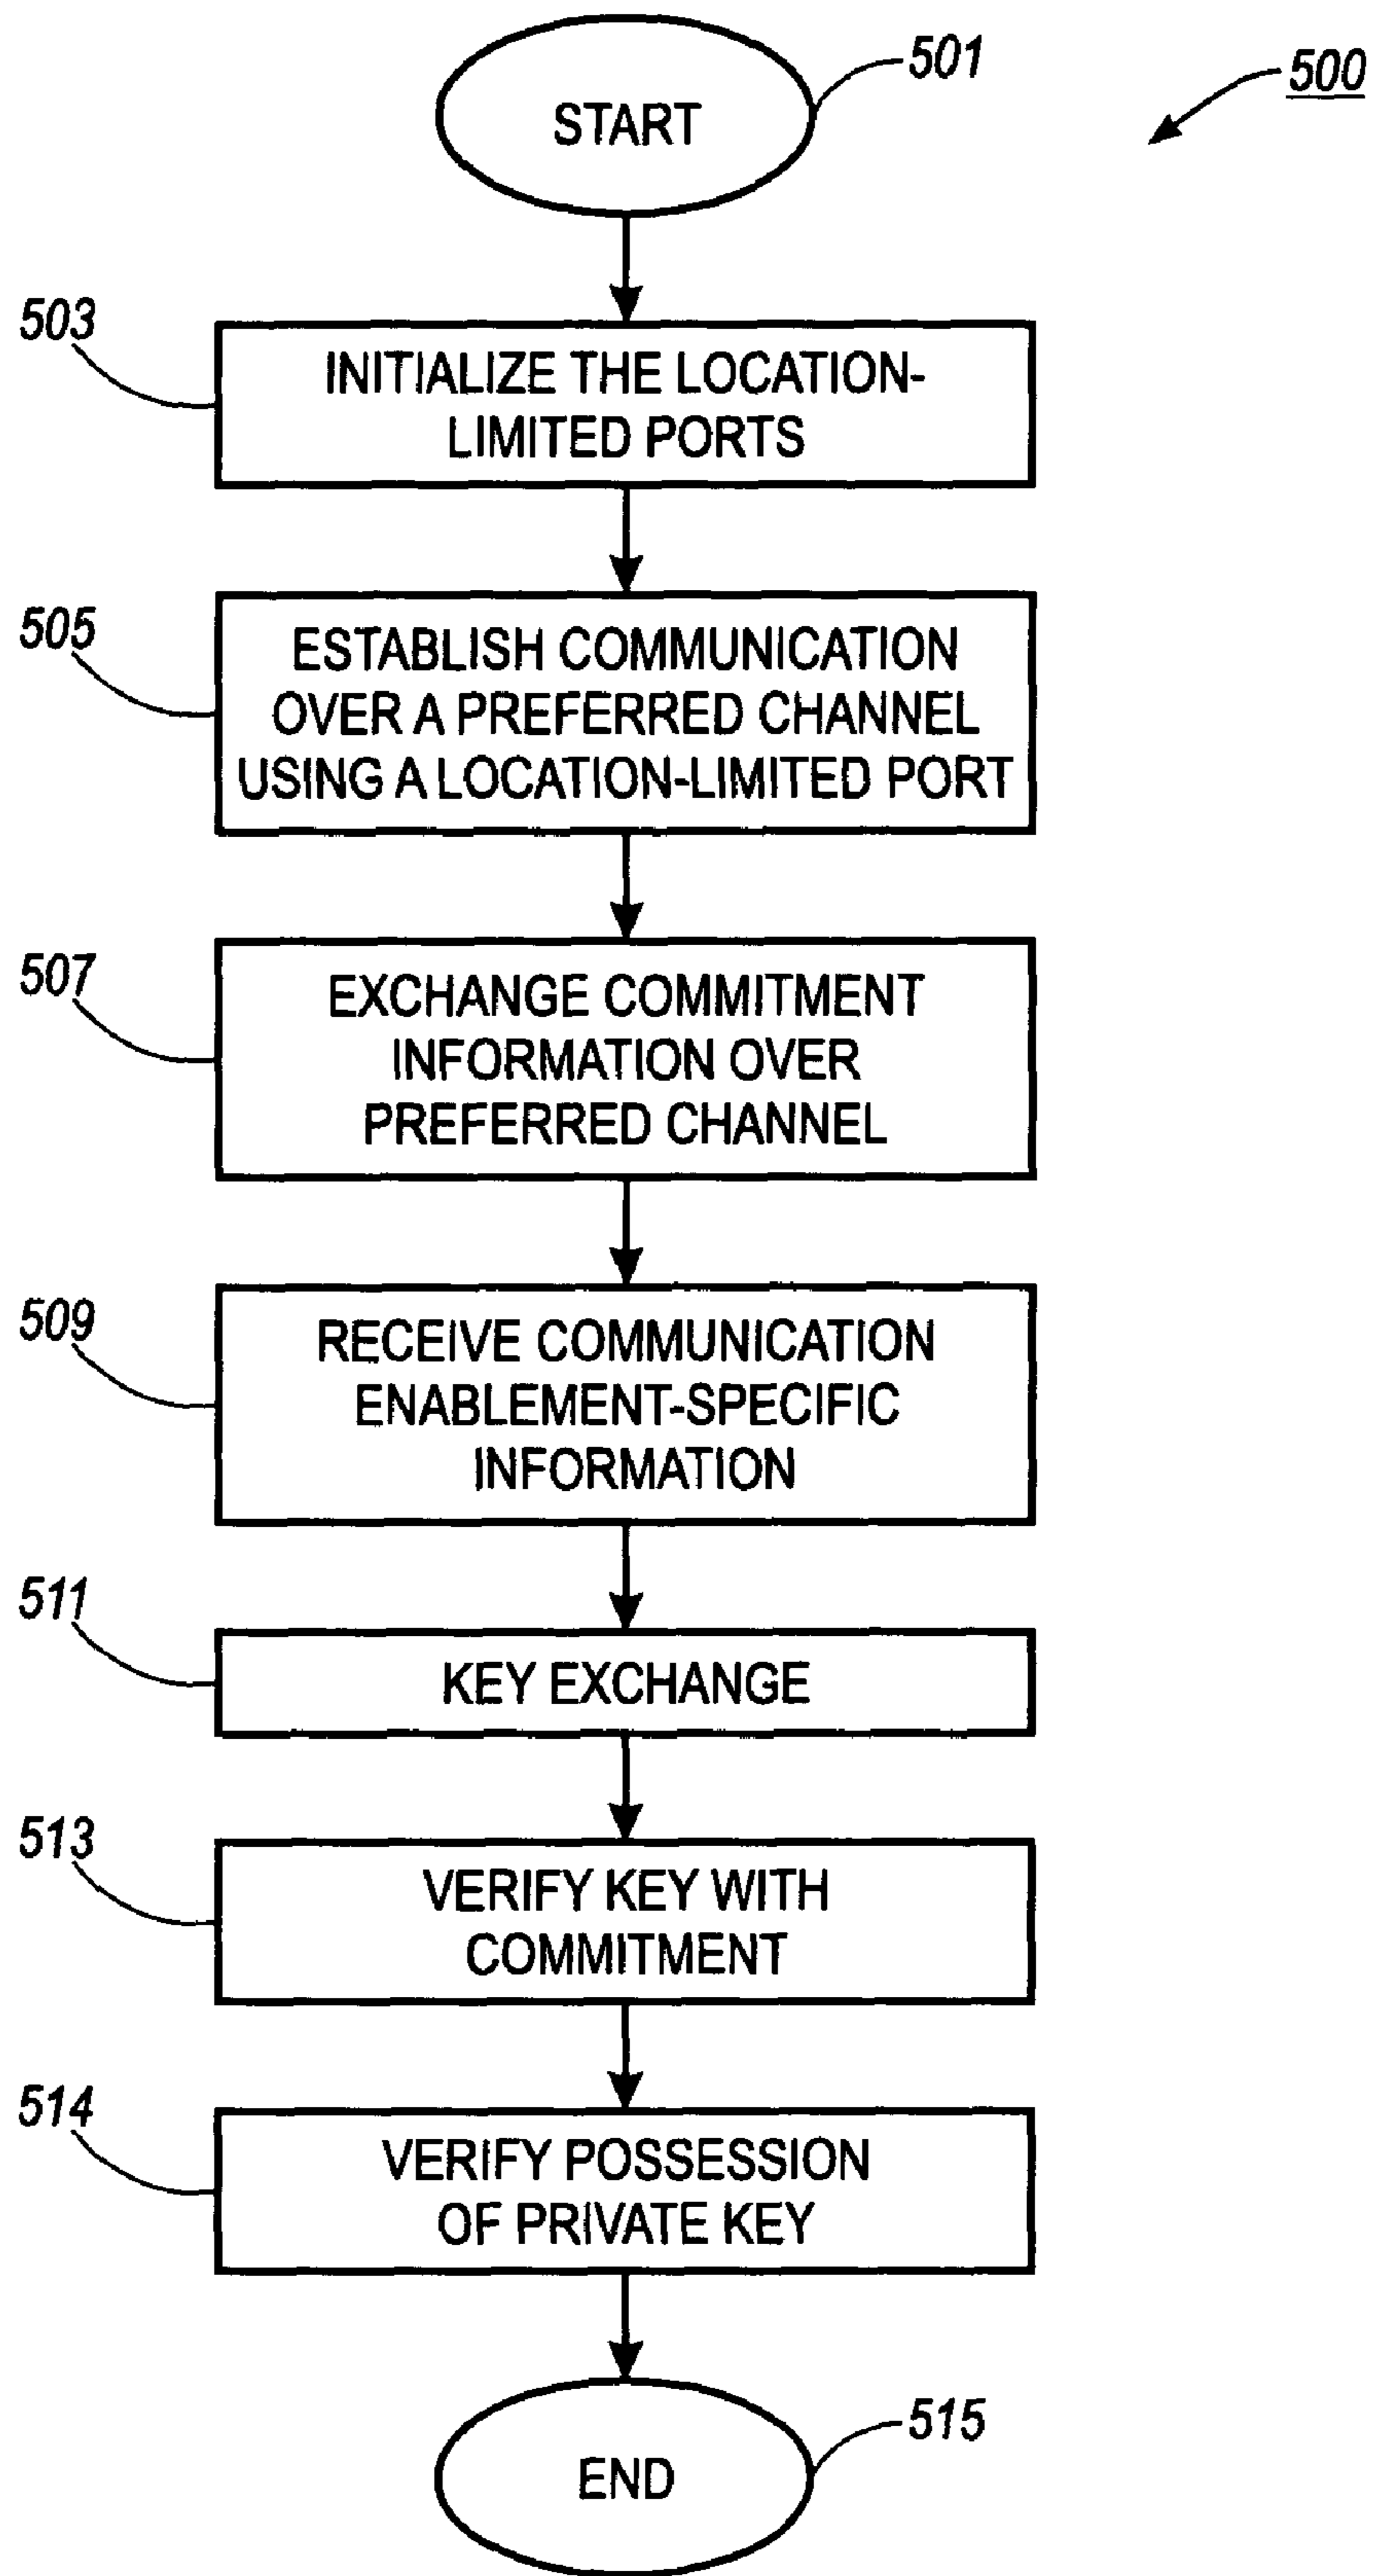 501
500
START
503
INITIALIZE THE LOCATION-
LIMITED PORTS
505
ESTABLISH COMMUNICATION
OVER A PREFERRED CHANNEL
USING A LOCATION-LIMITED PORT
507
EXCHANGE COMMITMENT
INFORMATION OVER
PREFERRED CHANNEL
509
RECEIVE COMMUNICATION
ENABLEMENT-SPECIFIC
INFORMATION
511
KEY EXCHANGE
513
VERIFY KEY WITH
COMMITMENT
514
VERIFY POSSESSION
OF PRIVATE KEY
515
END